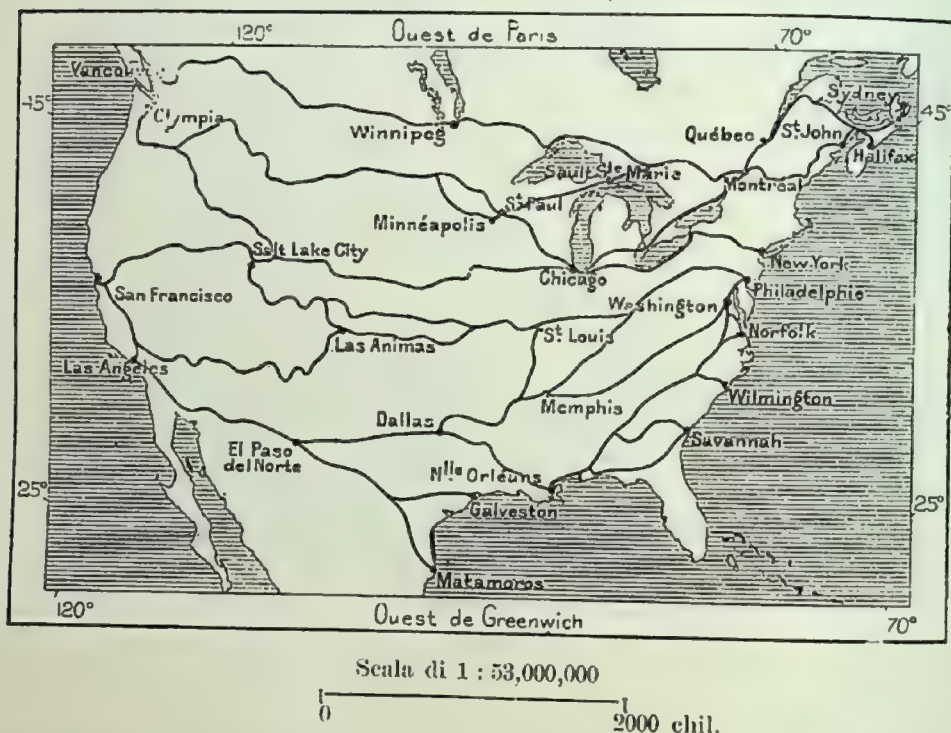 120° Ouest de Paris 70°
Vancou
45° 45°
Olympia
Winnipeg
Québec
Sydney
St John
Halifax
Sault Ste Marie
Montréal
St Paul
Minnéapolis
Salt Lake City
Chicago
New York
San Francisco
Washington
Philadelphie
Las Animas
St Louis
Norfolk
Las Angeles
Dallas
Memphis
Wilmington
El Paso
del Norte
Savannah
Nlle Orléans
25° 25°
Galveston
Matamoros
120° Ouest de Greenwich 70°
Scala di 1 : 53,000,000
0 2000 chil.